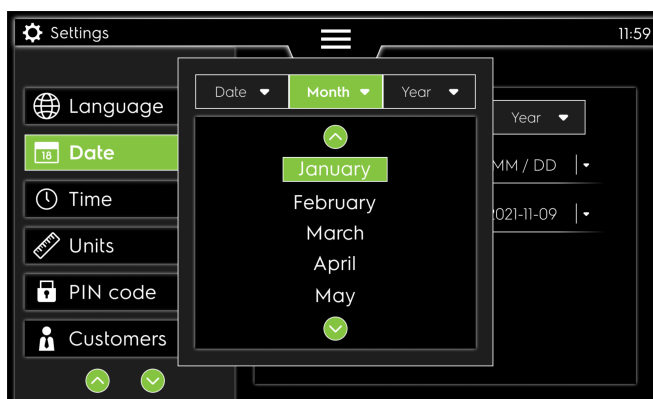 Settings
11:59
Language
18 Date
Time
Units
PIN code
Customers
Date Month Year
January
February
March
April
May
Year
MM / DD
2021-11-09